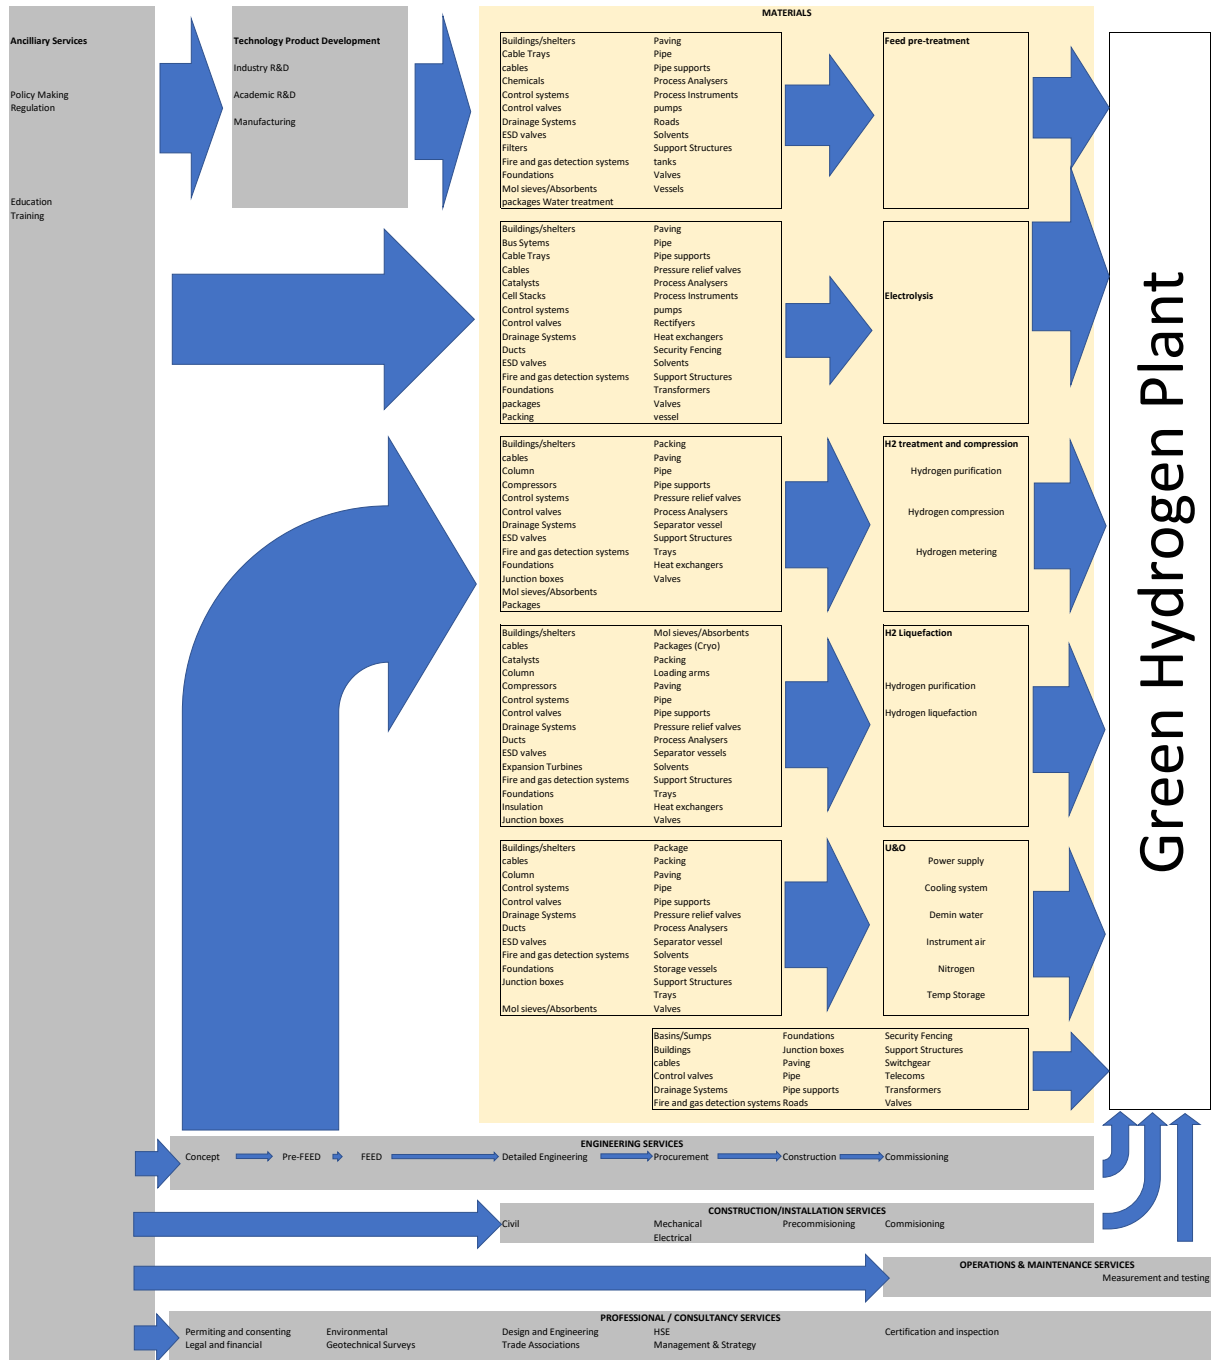 MATERIALS
Ancilliary Services
Policy Making
Regulation
Education
Training
Technology Product Development
Industry R&D
Academic R&D
Manufacturing
Buildings/shelters Paving
Cable Trays Pipe
cables Pipe supports
Chemicals Process Analysers
Control systems Process Instruments
Control valves pumps
Drainage Systems Roads
ESD valves Solvents
Filters Support Structures
Fire and gas detection systems tanks
Foundations Valves
Mol sieves/Absorbents Vessels
packages Water treatment
Feed pre-treatment
Buildings/shelters Paving
Bus Sytems Pipe
Cable Trays Pipe supports
Cables Pressure relief valves
Catalysts Process Analysers
Cell Stacks Process Instruments
Control systems pumps
Control valves Rectifyers
Drainage Systems Heat exchangers
Ducts Security Fencing
ESD valves Solvents
Fire and gas detection systems Support Structures
Foundations Transformers
packages Valves
Packing vessel
Electrolysis
Buildings/shelters Packing
cables Paving
Column Pipe
Compressors Pipe supports
Control systems Pressure relief valves
Control valves Process Analysers
Drainage Systems Separator vessel
ESD valves Support Structures
Fire and gas detection systems Trays
Foundations Heat exchangers
Junction boxes Valves
Mol sieves/Absorbents
Packages
H2 treatment and compression
Hydrogen purification
Hydrogen compression
Hydrogen metering
Buildings/shelters Mol sieves/Absorbents
cables Packages (Cryo)
Catalysts Packing
Column Loading arms
Compressors Paving
Control systems Pipe
Control valves Pipe supports
Drainage Systems Pressure relief valves
Ducts Process Analysers
ESD valves Separator vessels
Expansion Turbines Solvents
Fire and gas detection systems Support Structures
Foundations Trays
Insulation Heat exchangers
Junction boxes Valves
H2 Liquefaction
Hydrogen purification
Hydrogen liquefaction
Buildings/shelters Package
cables Packing
Column Paving
Control systems Pipe
Control valves Pipe supports
Drainage Systems Pressure relief valves
Ducts Process Analysers
ESD valves Separator vessel
Fire and gas detection systems Solvents
Foundations Storage vessels
Junction boxes Support Structures
Trays
Mol sieves/Absorbents Valves
U&O
Power supply
Cooling system
Demin water
Instrument air
Nitrogen
Temp Storage
Basins/Sumps Foundations Security Fencing
Buildings Junction boxes Support Structures
cables Paving Switchgear
Control valves Pipe Telecoms
Drainage Systems Pipe supports Transformers
Fire and gas detection systems Roads Valves
Green Hydrogen Plant
ENGINEERING SERVICES
Concept Pre-FEED FEED Detailed Engineering Procurement Construction Commissioning
CONSTRUCTION/INSTALLATION SERVICES
Civil Mechanical Precommisioning Commisioning
Electrical
OPERATIONS & MAINTENANCE SERVICES
Measurement and testing
PROFESSIONAL / CONSULTANCY SERVICES
Permiting and consenting Environmental Design and Engineering HSE Certification and inspection
Legal and financial Geotechnical Surveys Trade Associations Management & Strategy